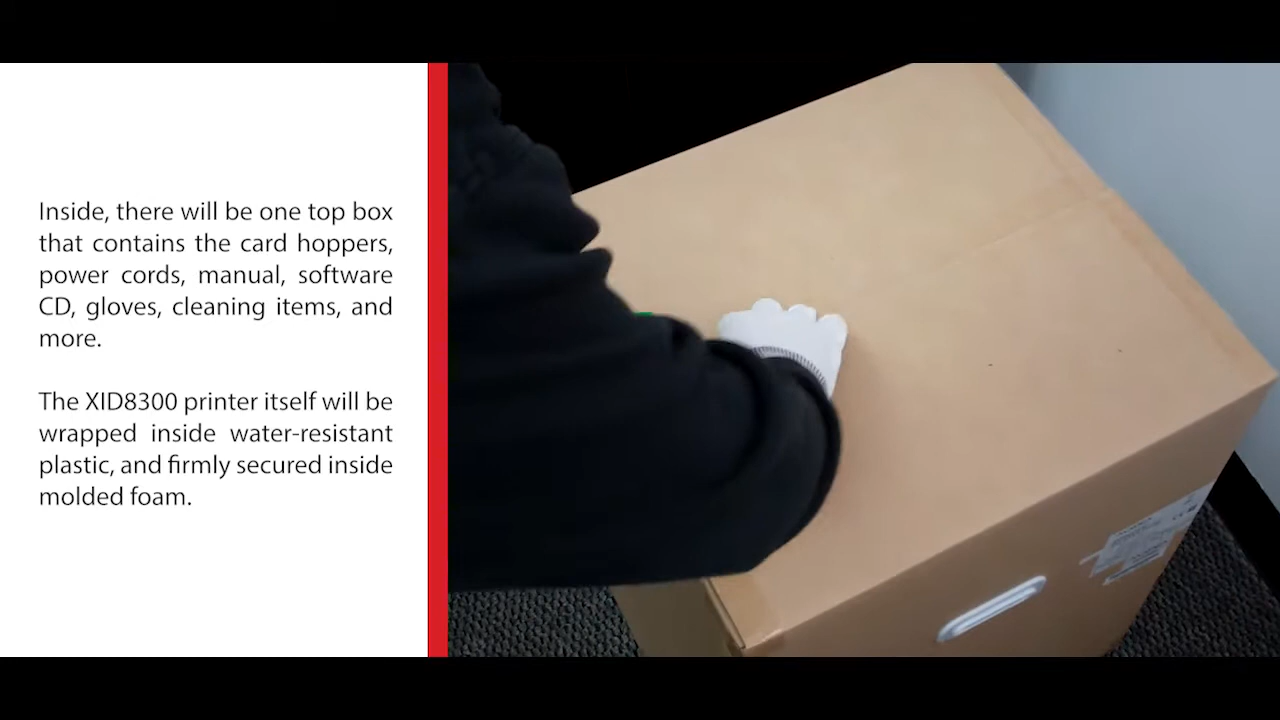 Inside, there will be one top box
that contains the card hoppers,
power cords, manual, software
CD, gloves, cleaning items, and
more.
The XID8300 printer itself will be
wrapped inside water-resistant
plastic, and firmly secured inside
molded foam.